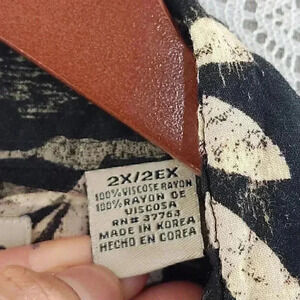 2X/2EX
100% VISCOSE RAYON
100% RAYON DE
VISCOSA
RN# 37763
MADE IN KOREA
HECHO EN COREA